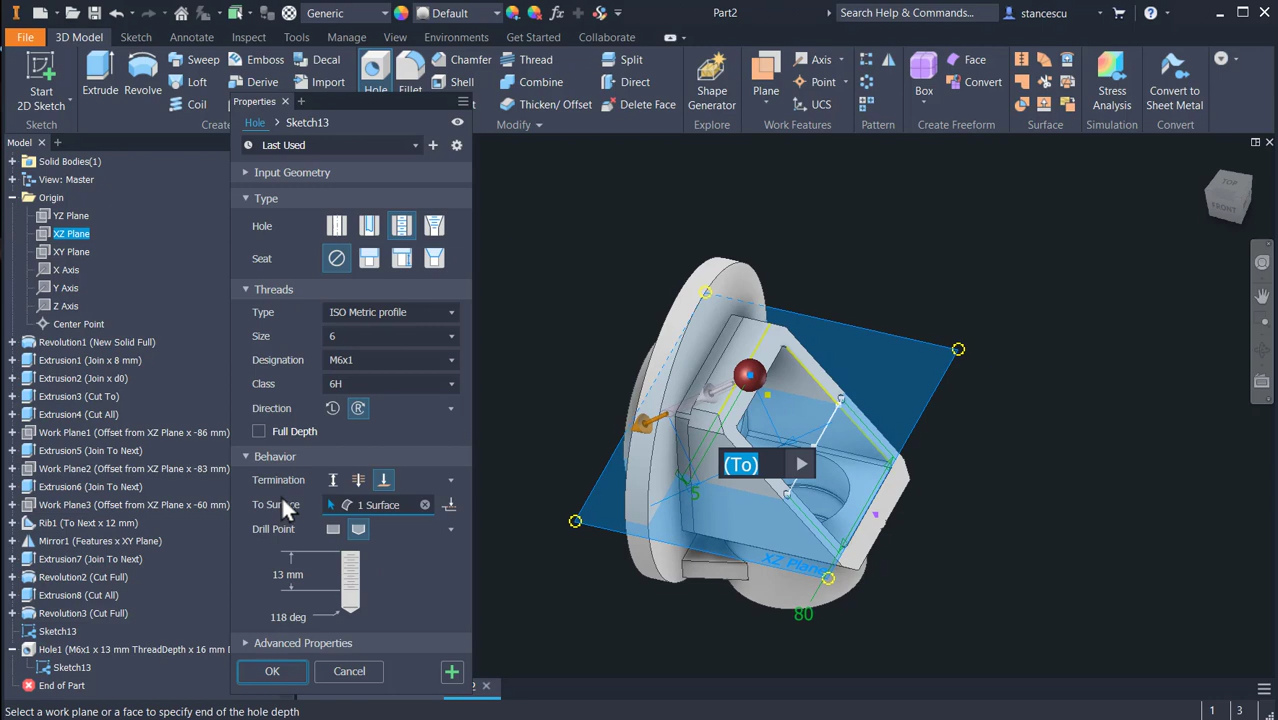 Generic
Default
Part2
Search Help & Commands...
stancescu
File
3D Model
Sketch
Annotate
Inspect
Tools
Manage
View
Environments
Get Started
Collaborate
Start
2D Sketch
Sketch
Extrude
Revolve
Sweep
Loft
Coil
Emboss
Derive
Decal
Import
Hole
Fillet
Chamfer
Shell
Thread
Combine
Thicken/ Offset
Split
Direct
Delete Face
Modify
Shape
Generator
Explore
Plane
Axis
Point
UCS
Work Features
Pattern
Box
Face
Convert
Create Freeform
Surface
Stress
Analysis
Simulation
Convert to
Sheet Metal
Convert
Model
Solid Bodies(1)
View: Master
Origin
YZ Plane
XZ Plane
XY Plane
X Axis
Y Axis
Z Axis
Center Point
Revolution1 (New Solid Full)
Extrusion1 (Join x 8 mm)
Extrusion2 (Join x d0)
Extrusion3 (Cut To)
Extrusion4 (Cut All)
Work Plane1 (Offset from XZ Plane x -86 mm)
Extrusion5 (Join To Next)
Work Plane2 (Offset from XZ Plane x -83 mm)
Extrusion6 (Join To Next)
Work Plane3 (Offset from XZ Plane x -60 mm)
Rib1 (To Next x 12 mm)
Mirror1 (Features x XY Plane)
Extrusion7 (Join To Next)
Revolution2 (Cut Full)
Extrusion8 (Cut All)
Revolution3 (Cut Full)
Sketch13
Hole1 (M6x1 x 13 mm ThreadDepth x 16 mm D
Sketch13
End of Part
Properties
Hole
Sketch13
Last Used
Input Geometry
Type
Hole
Seat
Threads
Type
ISO Metric profile
Size
6
Designation
M6x1
Class
6H
Direction
L
R
Full Depth
Behavior
Termination
To Surface
1 Surface
Drill Point
13 mm
118 deg
Advanced Properties
OK
Cancel
TOP
FRONT
(To)
5
XZ Plane
80
Select a work plane or a face to specify end of the hole depth
1
3